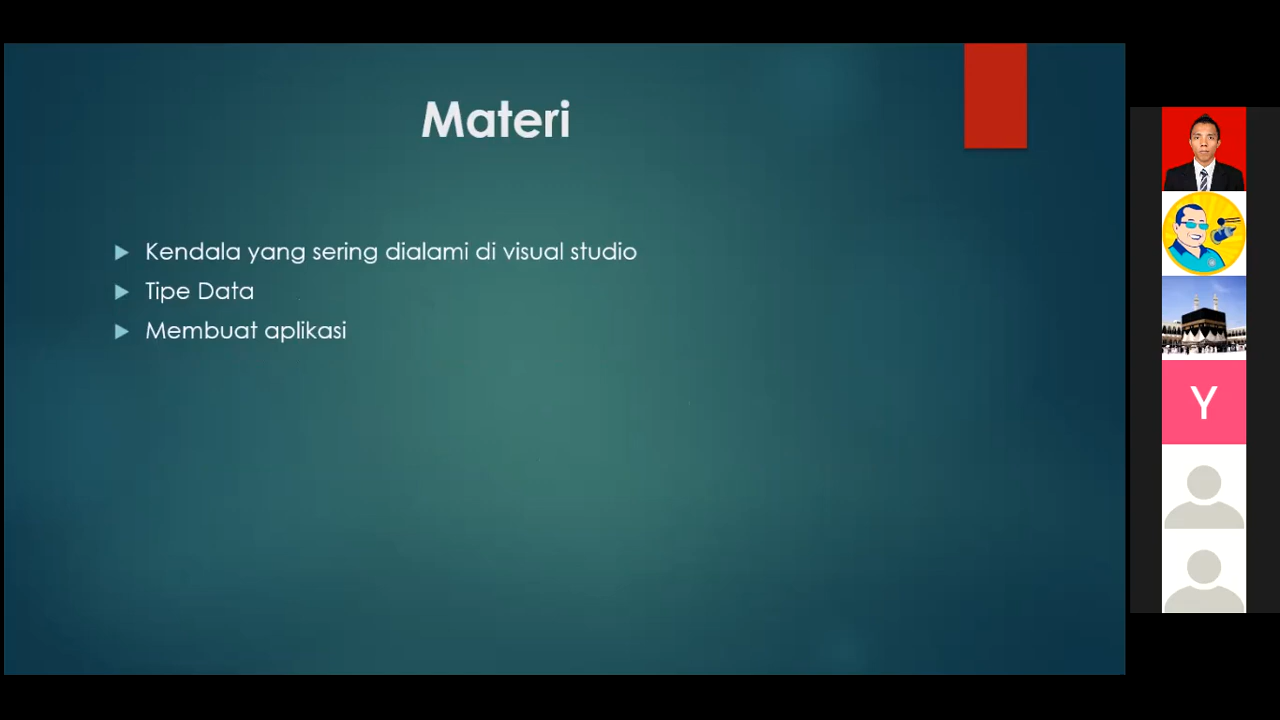 Materi
Kendala yang sering dialami di visual studio
Tipe Data
Membuat aplikasi
Y